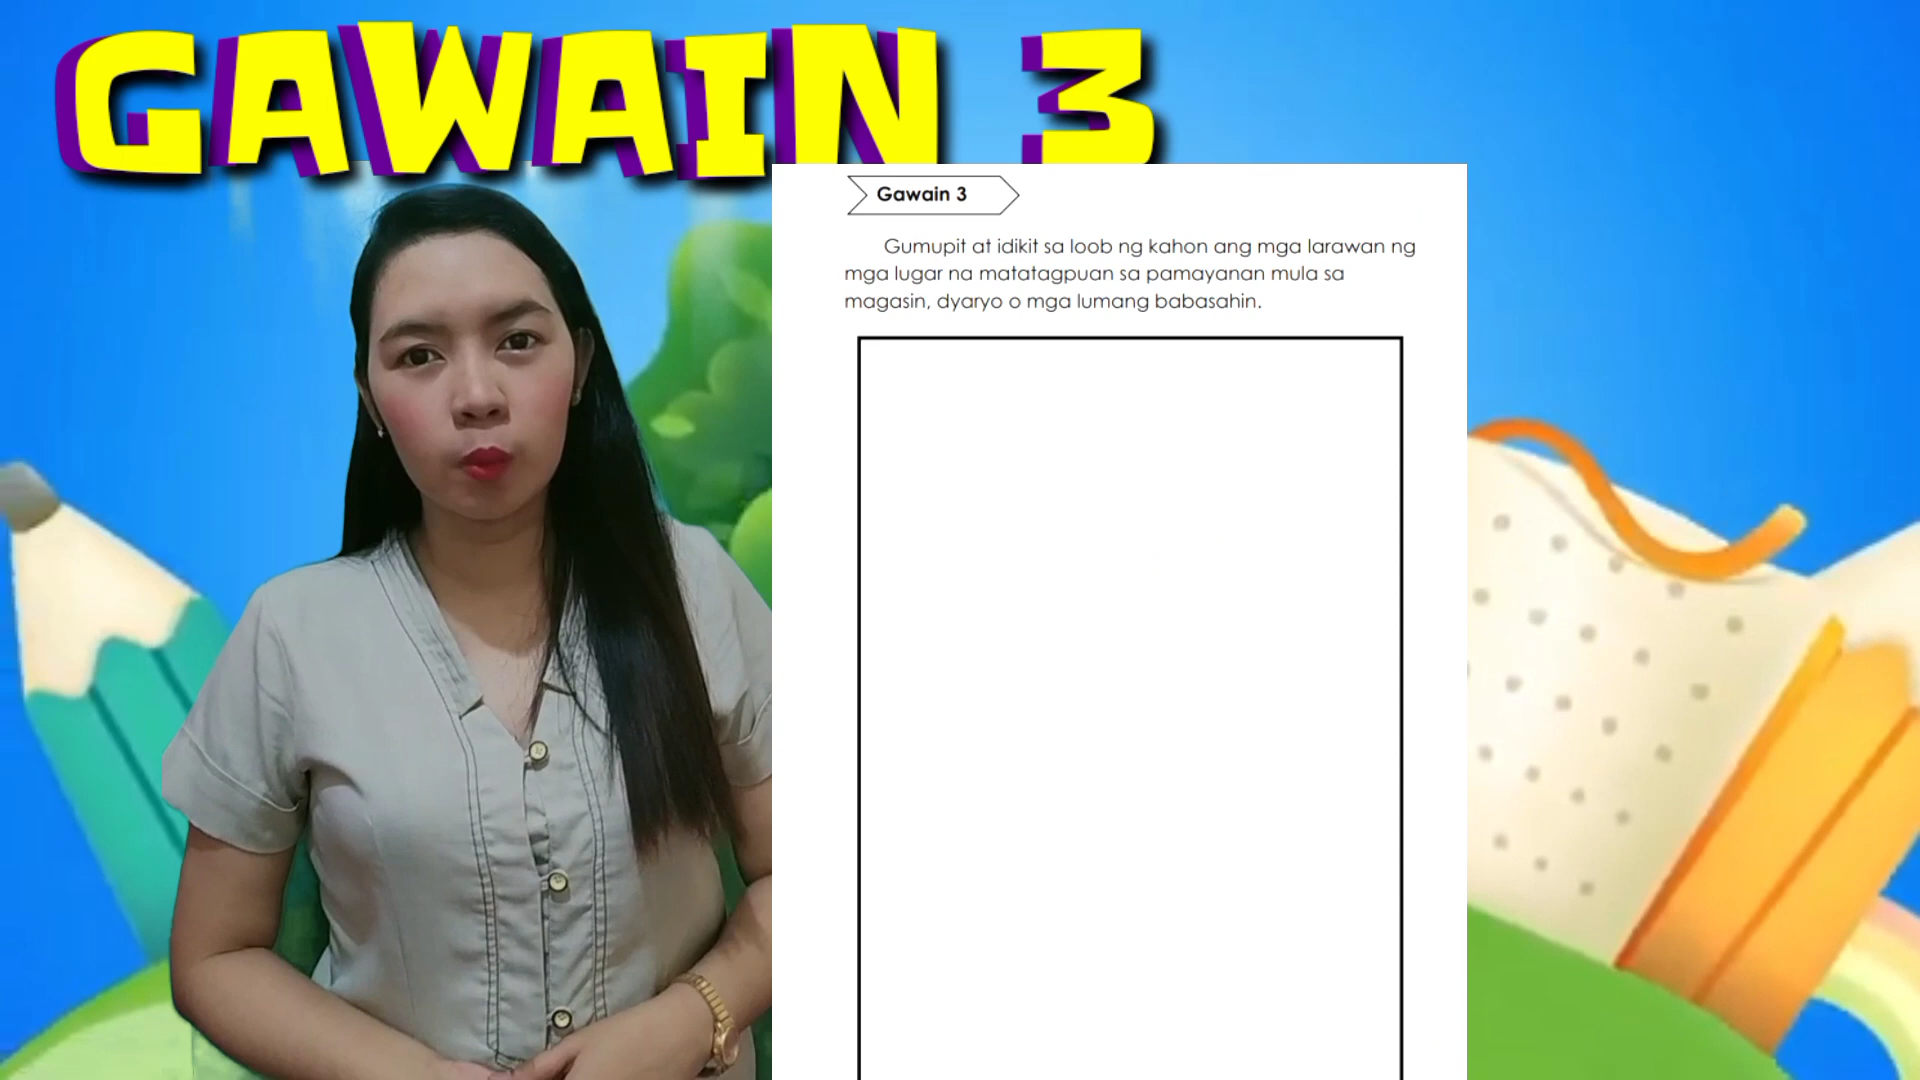 GAWAIN 3
Gawain 3
Gumupit at idikit sa loob ng kahon ang mga larawan ng
mga lugar na matatagpuan sa pamayanan mula sa
magasin, dyaryo o mga lumang babasahin.